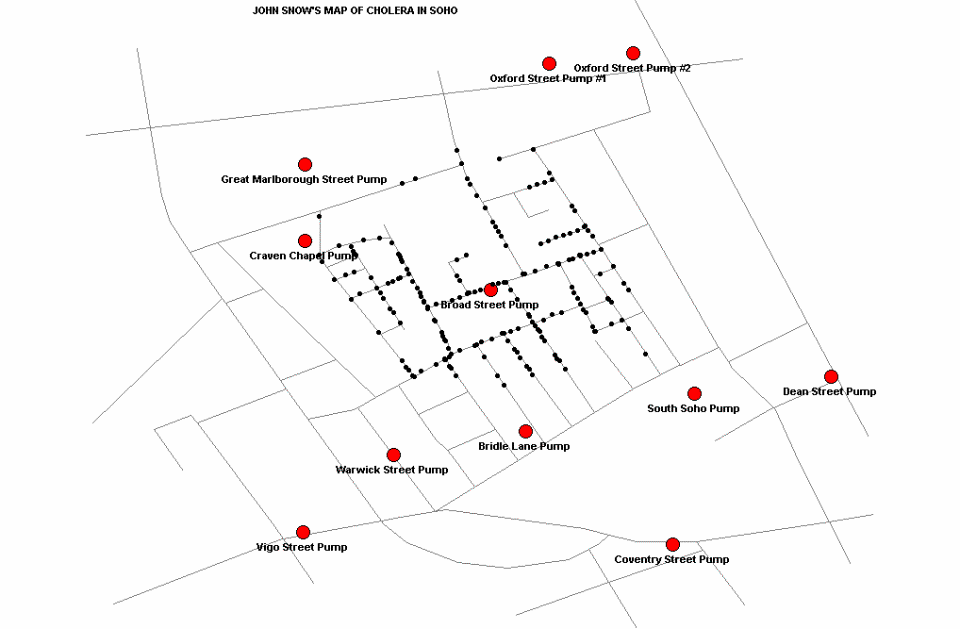 JOHN SNOW'S MAP OF CHOLERA IN SOHO
Oxford Street Pump #2
Oxford Street Pump #1
Great Marlborough Street Pump
Craven Chapel Pump
Broad Street Pump
Dean Street Pump
South Soho Pump
Bridle Lane Pump
Warwick Street Pump
Vigo Street Pump
Coventry Street Pump